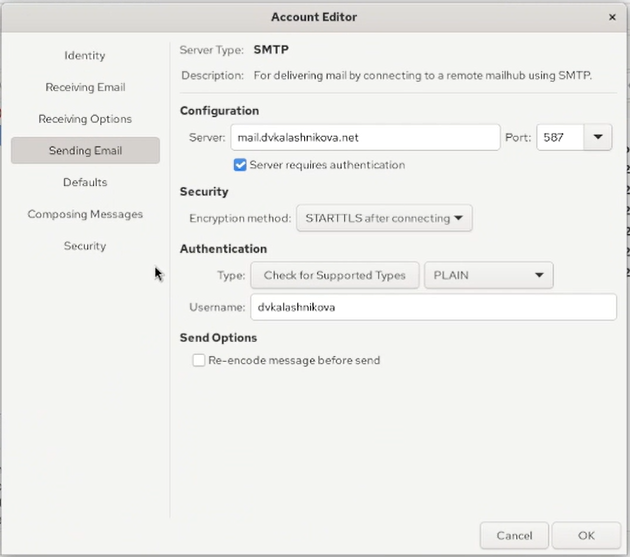 Account Editor
×
Identity
Receiving Email
Receiving Options
Sending Email
Defaults
Composing Messages
Security
Server Type: SMTP
Description: For delivering mail by connecting to a remote mailhub using SMTP.
Configuration
Server: mail.dvkalashnikova.net Port: 587
Server requires authentication
Security
Encryption method: STARTTLS after connecting
Authentication
Type: Check for Supported Types PLAIN
Username: dvkalashnikova
Send Options
Re-encode message before send
Cancel OK